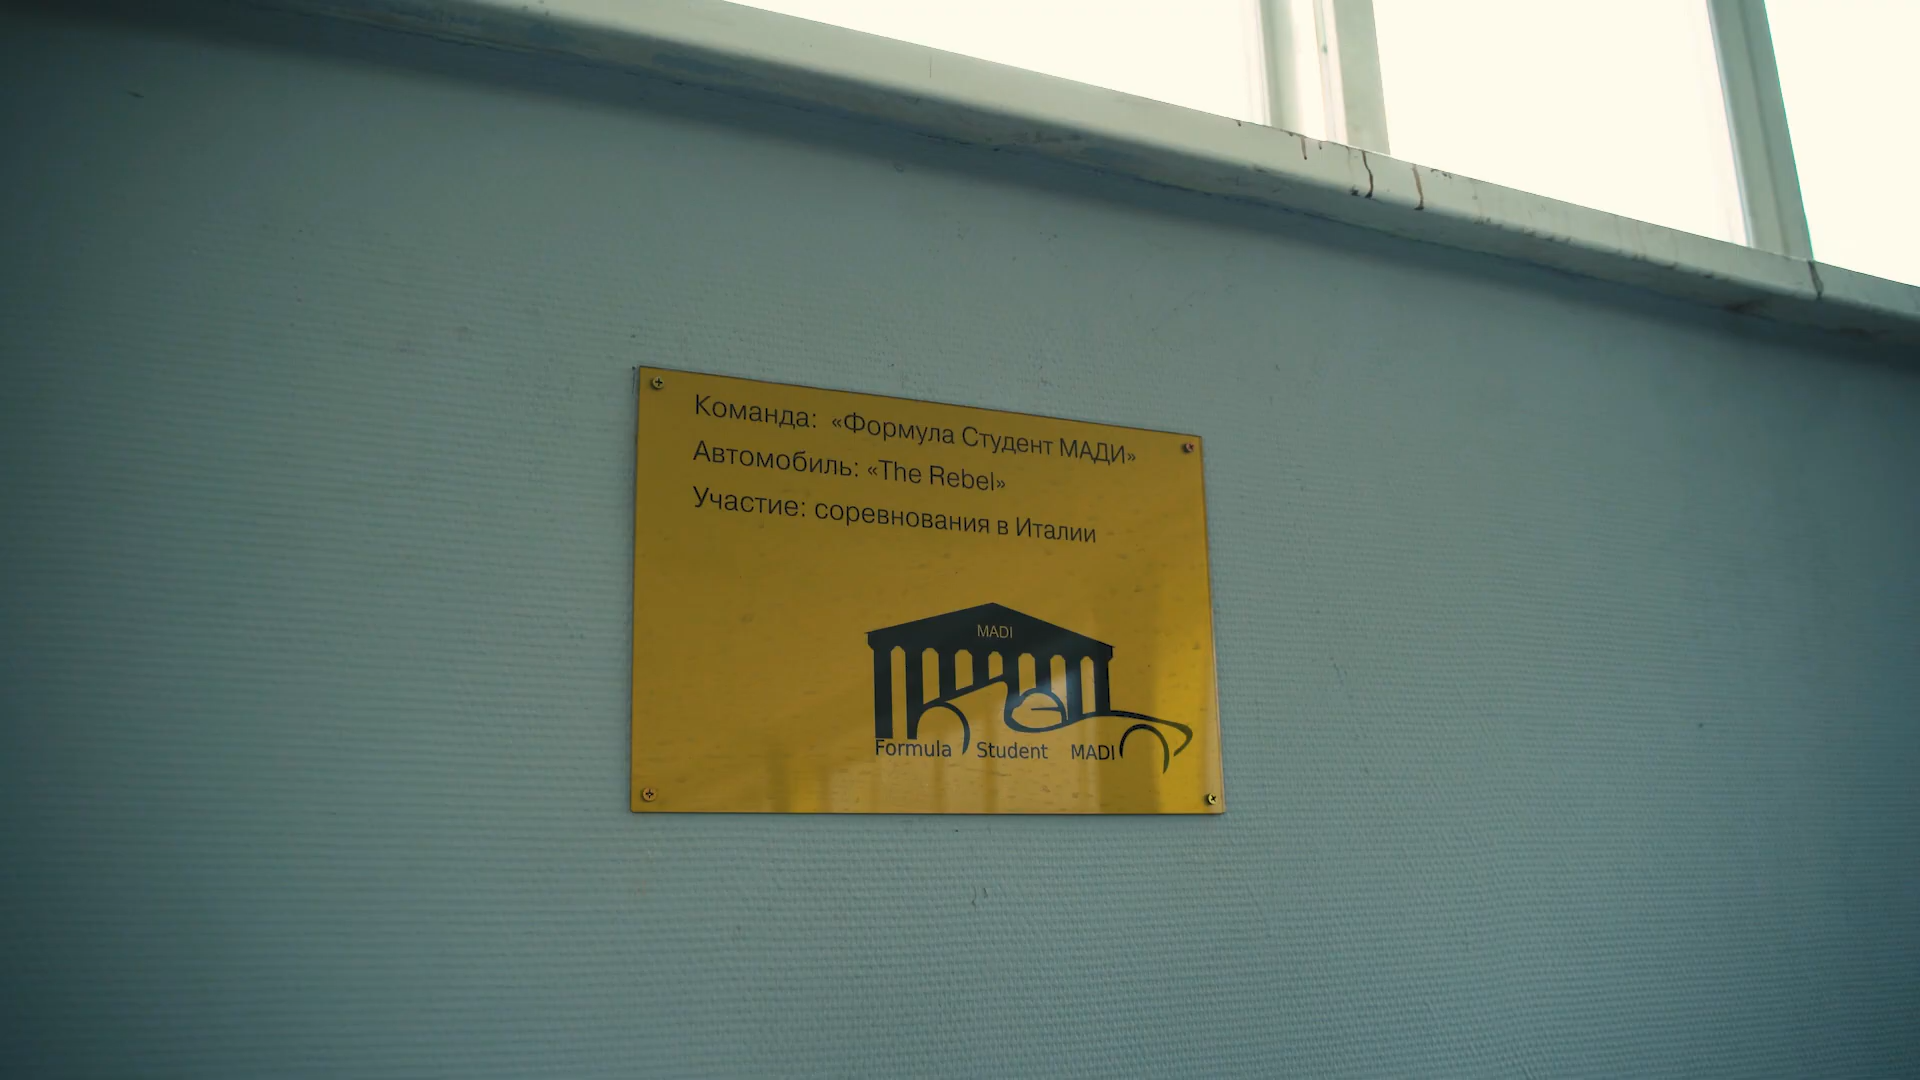 Команда: «Формула Студент МАДИ»
Автомобиль: «The Rebel»
Участие: соревнования в Италии
MADI
Formula Student MADI